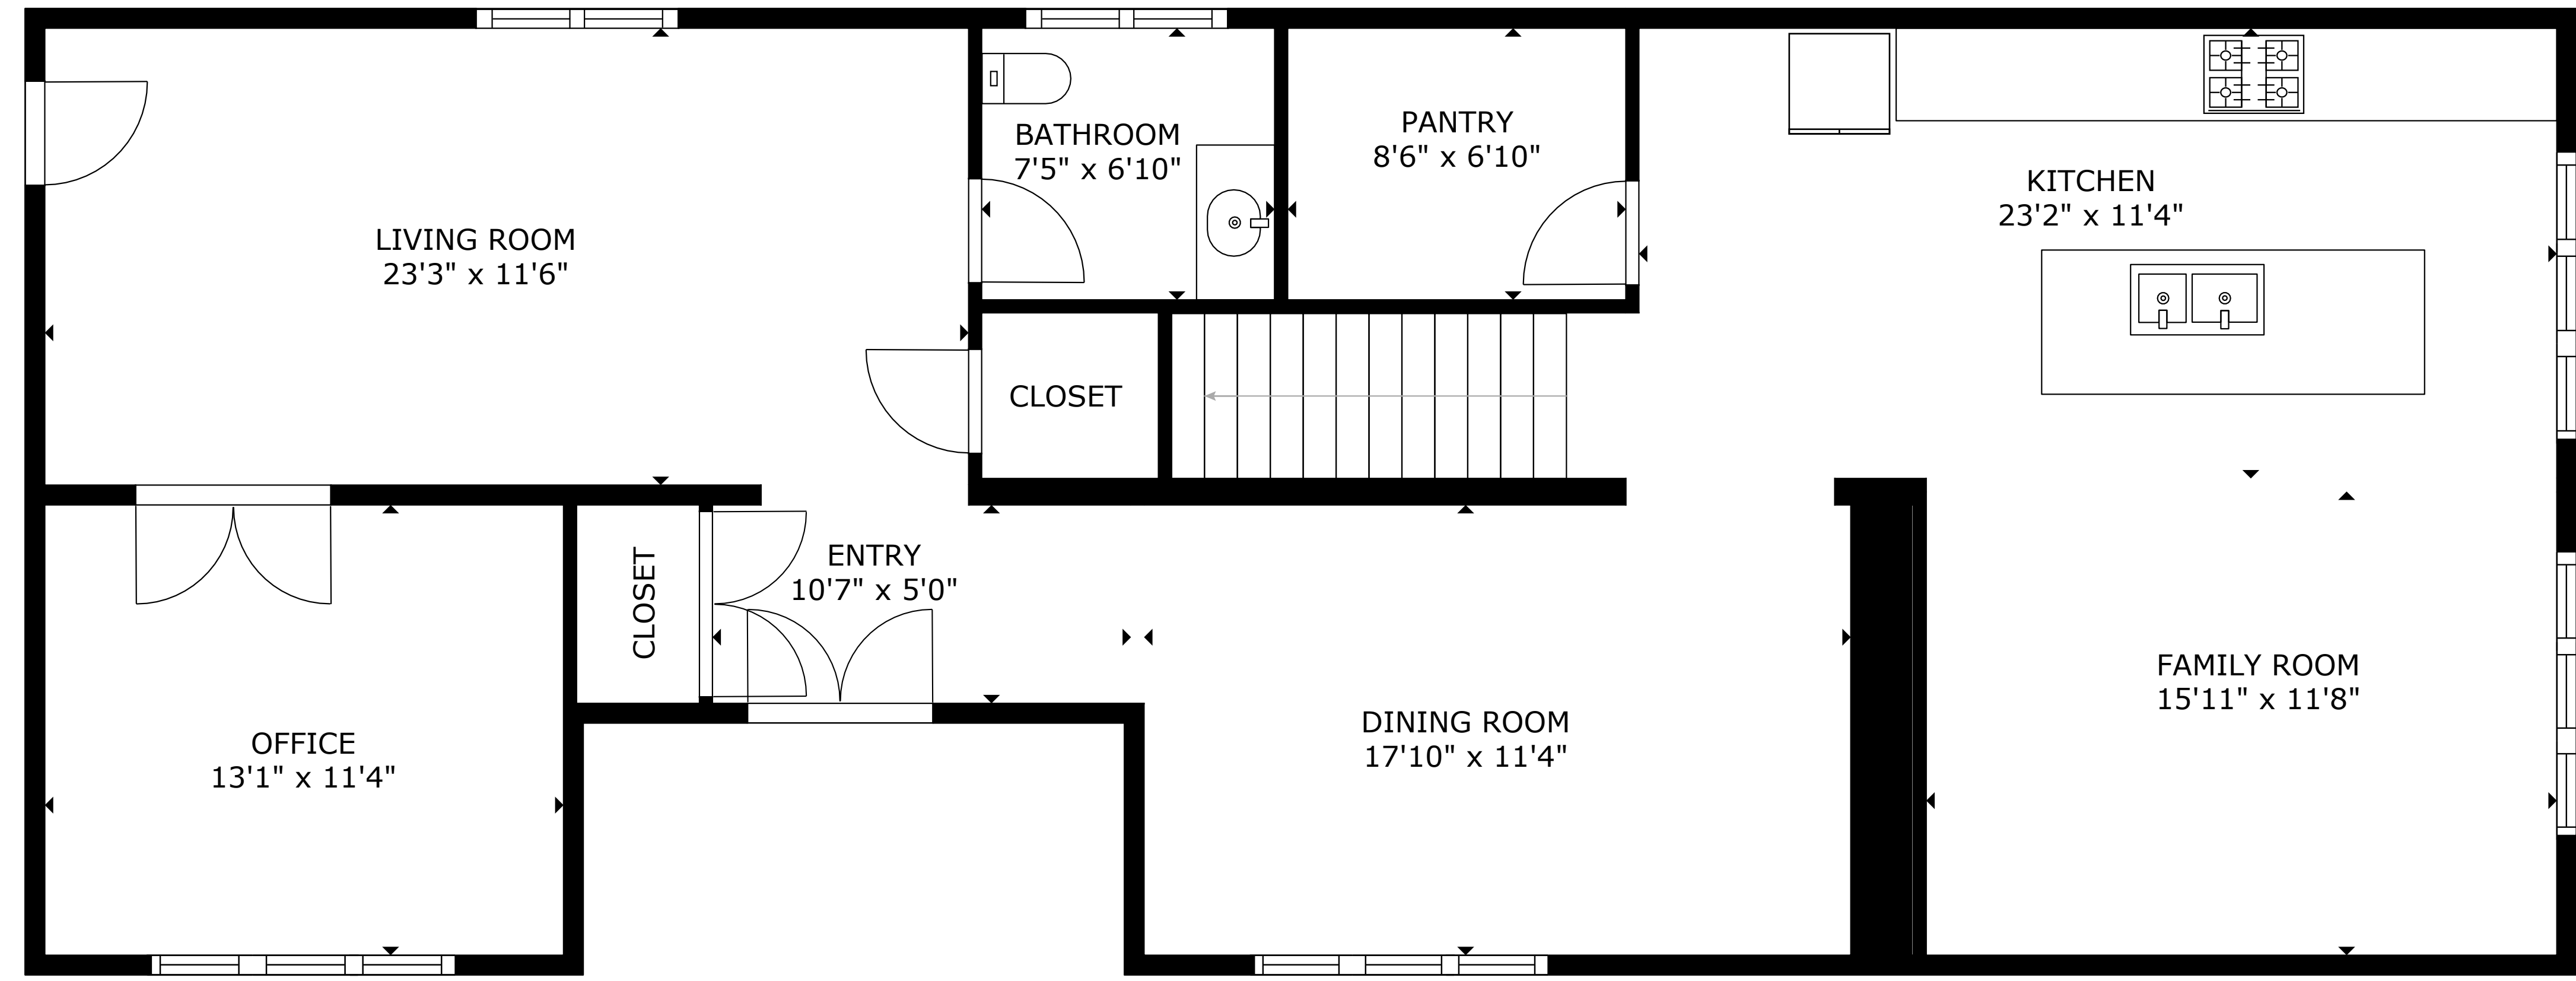 BATHROOM
7'5" x 6'10"
PANTRY
8'6" x 6'10"
KITCHEN
23'2" x 11'4"
LIVING ROOM
23'3" x 11'6"
CLOSET
ENTRY
10'7" x 5'0"
CLOSET
FAMILY ROOM
15'11" x 11'8"
DINING ROOM
17'10" x 11'4"
OFFICE
13'1" x 11'4"